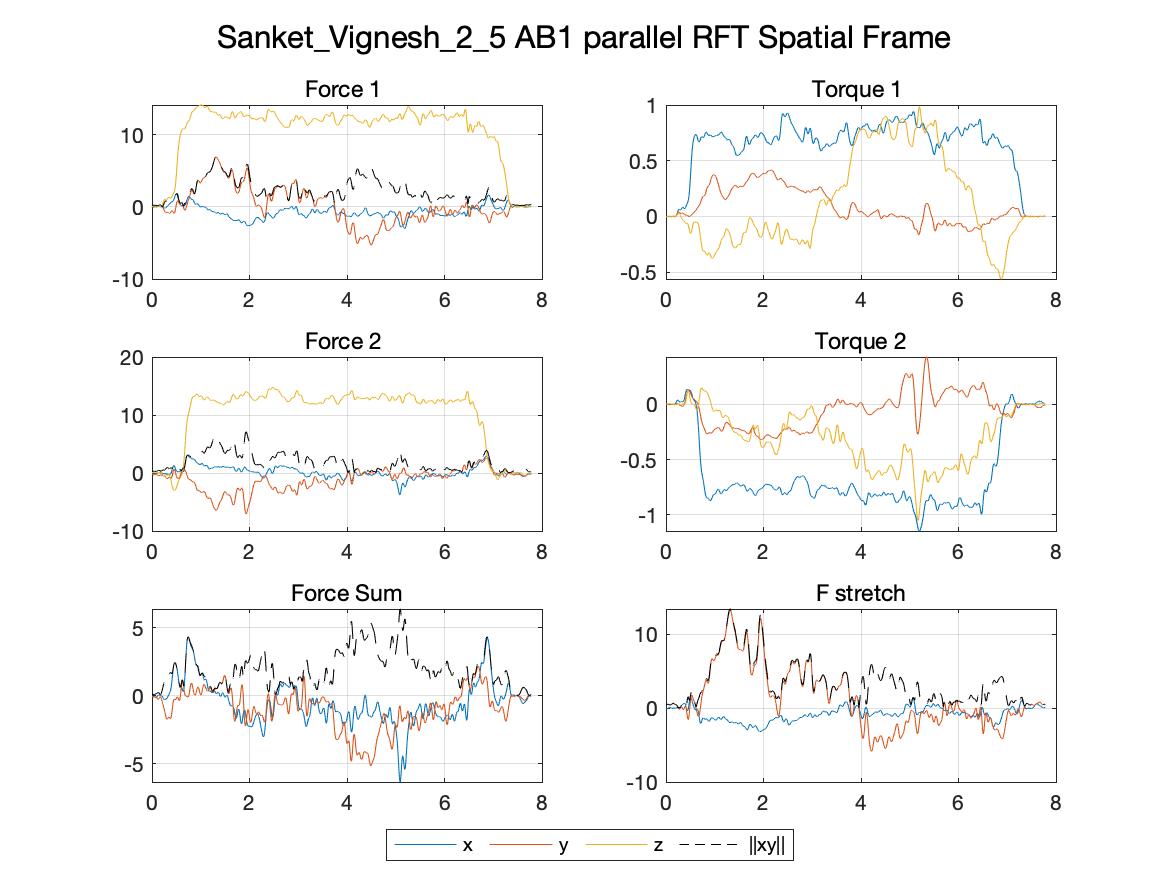 Sanket_Vignesh_2_5 AB1 parallel RFT Spatial Frame
Force 1
10
0
-10
0 2 4 6 8
Torque 1
1
0.5
0
-0.5
0 2 4 6 8
Force 2
20
10
0
-10
0 2 4 6 8
Torque 2
0
-0.5
-1
0 2 4 6 8
Force Sum
5
0
-5
0 2 4 6 8
F stretch
10
0
-10
0 2 4 6 8
x y z ||xy||